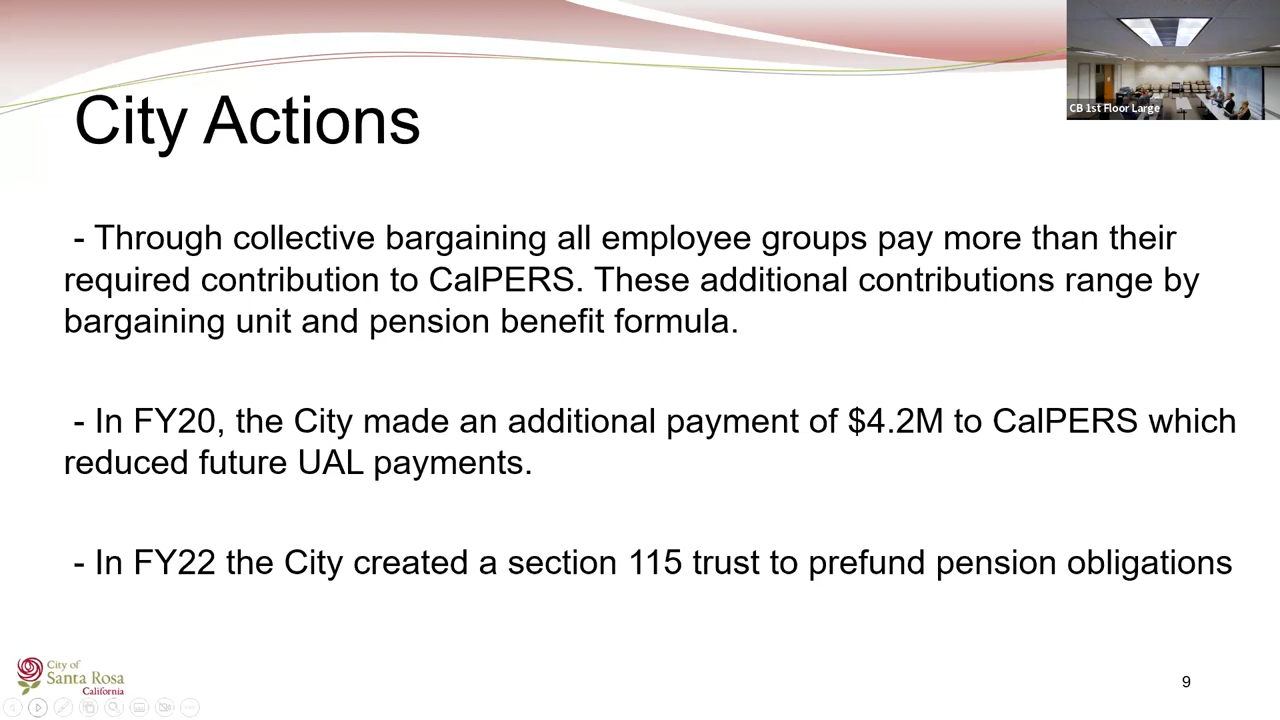 CB 1st Floor Large
City Actions
- Through collective bargaining all employee groups pay more than their
required contribution to CalPERS. These additional contributions range by
bargaining unit and pension benefit formula.
- In FY20, the City made an additional payment of $4.2M to CalPERS which
reduced future UAL payments.
- In FY22 the City created a section 115 trust to prefund pension obligations
City of
Santa Rosa
California
9